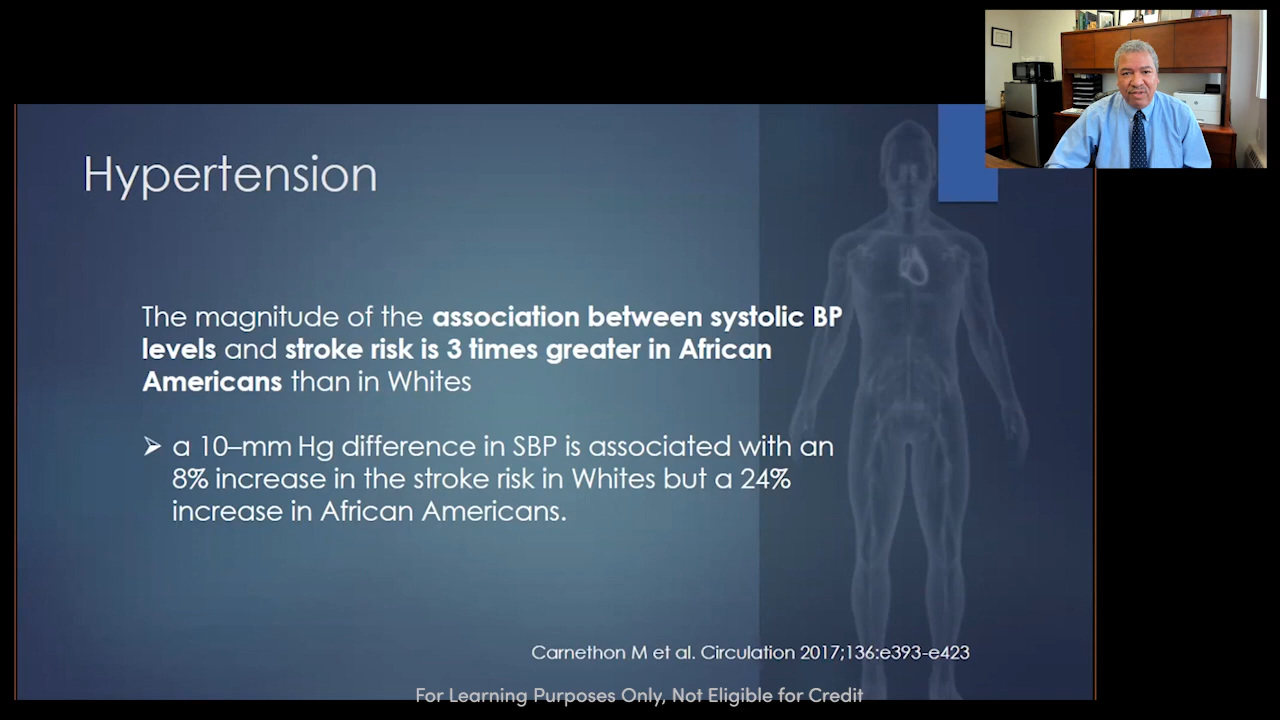 Hypertension
The magnitude of the association between systolic BP
levels and stroke risk is 3 times greater in African
Americans than in Whites
➢ a 10–mm Hg difference in SBP is associated with an
8% increase in the stroke risk in Whites but a 24%
increase in African Americans.
Carnethon M et al. Circulation 2017;136:e393-e423
For Learning Purposes Only, Not Eligible for Credit